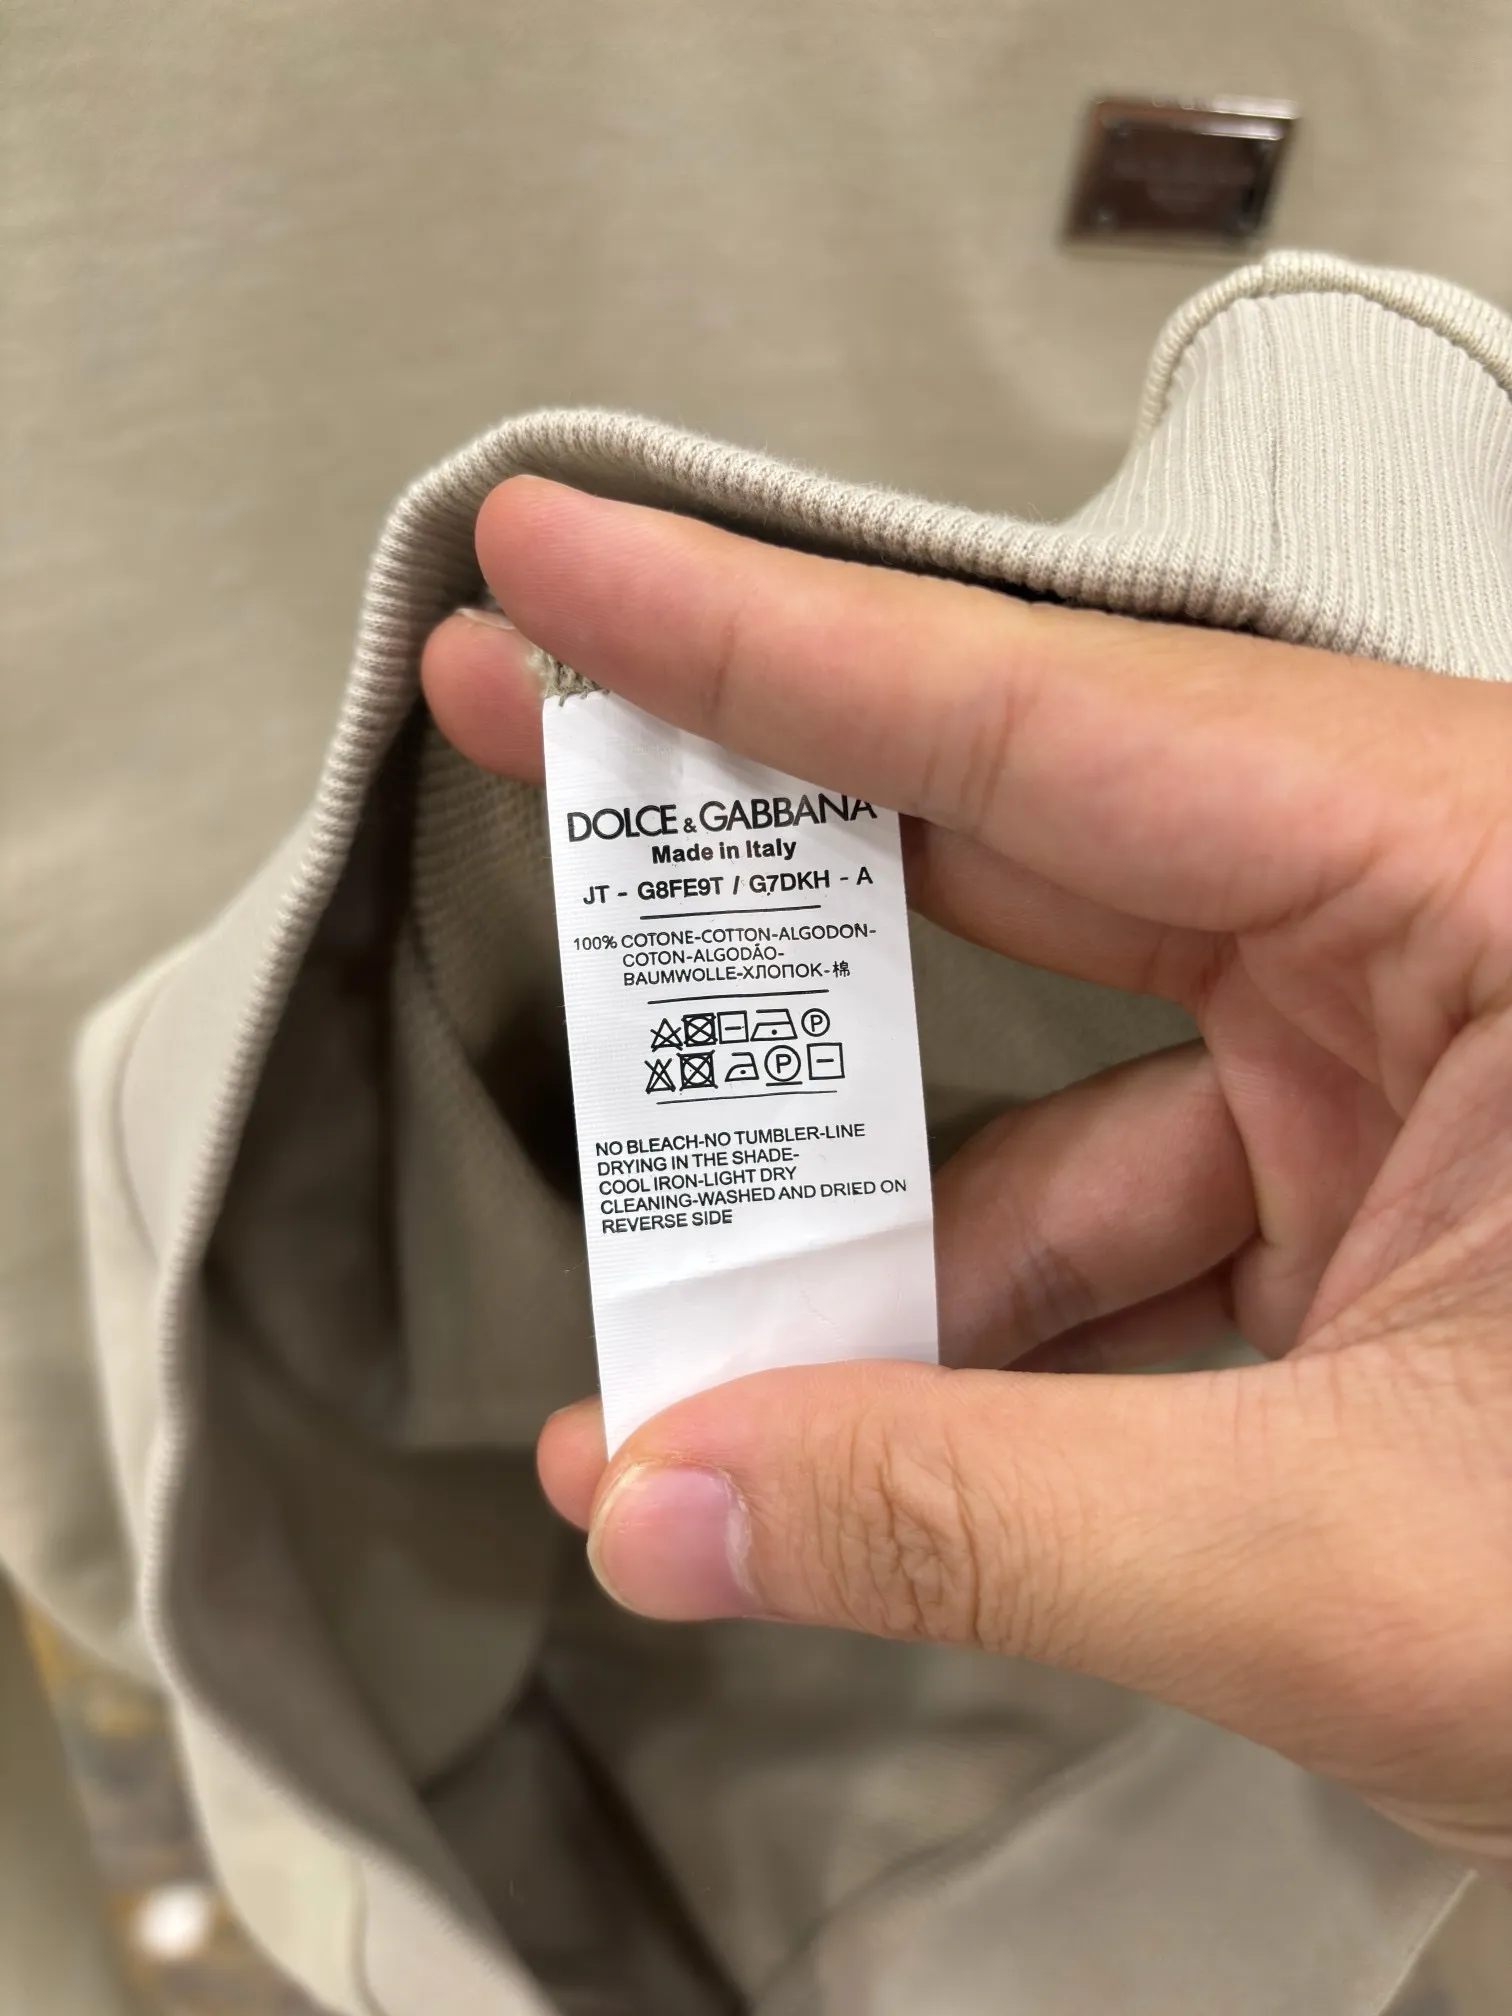 DOLCE & GABBANA
Made in Italy
JT - G8FE9T / G7DKH - A
100% COTONE-COTTON-ALGODON-
COTON-ALGODÃO-
BAUMWOLLE-ХЛОПОК-棉
P
P
NO BLEACH-NO TUMBLER-LINE
DRYING IN THE SHADE-
COOL IRON-LIGHT DRY
CLEANING-WASHED AND DRIED ON
REVERSE SIDE